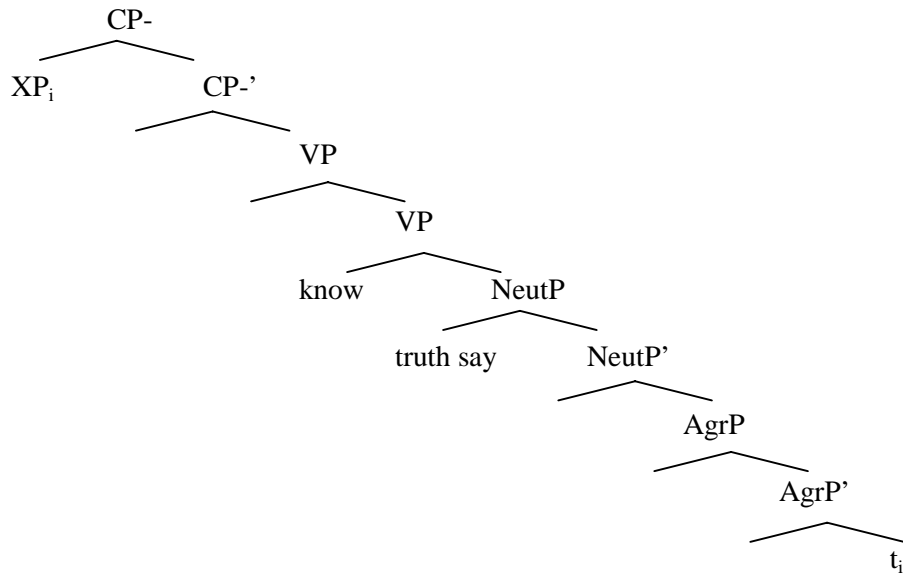 CP-
XPi
CP-’
VP
VP
know
NeutP
truth say
NeutP’
AgrP
AgrP’
ti